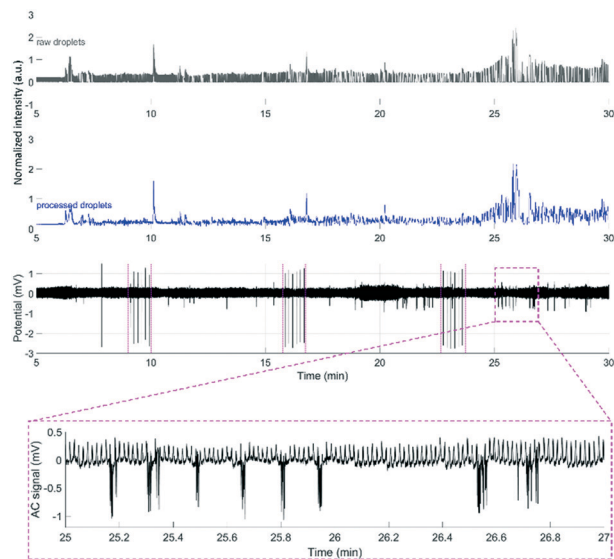 3
2
1
0
-1
raw droplets
5 10 15 20 25 30
Normalized intensity (a.u.)
3
2
1
0
processed droplets
5 10 15 20 25 30
Potential (mV)
1
0
-1
-2
-3
5 10 15 20 25 30
Time (min)
AC signal (mV)
0.5
0
-0.5
-1
25 25.2 25.4 25.6 25.8 26 26.2 26.4 26.6 26.8 27
Time (min)